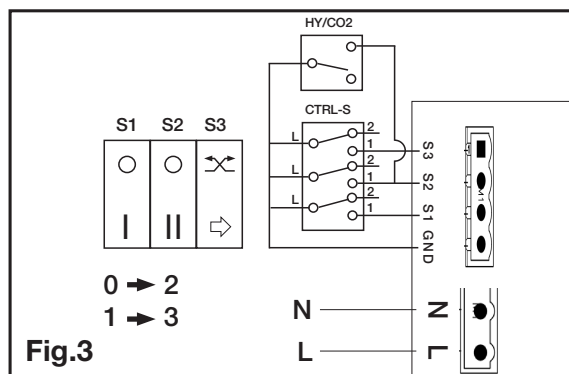 HY/CO2
CTRL-S
S1 S2 S3
L 2
1
L 2
1
L 2
1
S3
S2
S1
GND
M1
I II
0 → 2
1 → 3
N N
L L
Fig.3